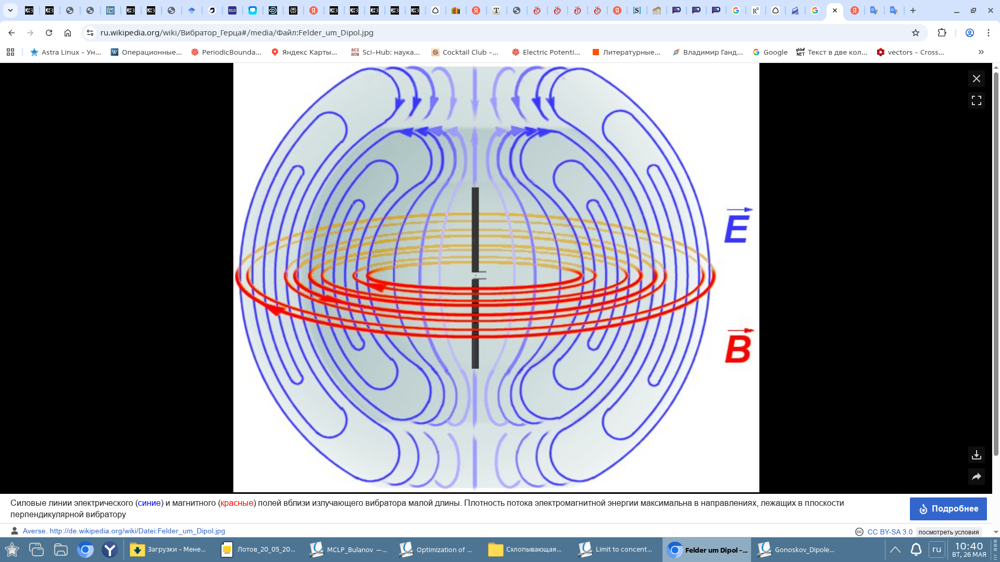 ru.wikipedia.org/wiki/Вибратор_Герца#/media/Файл:Felder_um_Dipol.jpg
Astra Linux - Ун...
Операционные...
PeriodicBounda...
Яндекс Карты...
SCI HUB
Sci-Hub: наука...
Cocktail Club -...
Electric Potenti...
Литературные...
Владимир Ганд...
Google
Текст в две кол...
vectors - Cross...
E
B
Силовые линии электрического (синие) и магнитного (красные) полей вблизи излучающего вибратора малой длины. Плотность потока электромагнитной энергии максимальна в направлениях, лежащих в плоскости
перпендикулярной вибратору
Подробнее
Averse. http://de.wikipedia.org/wiki/Datei:Felder_um_Dipol.jpg
CC BY-SA 3.0
посмотреть условия
Загрузки - Мене...
Лотов_20_05_20...
MCLP_Bulanov —...
Optimization of ...
Схлопывающая...
Limit to concent...
Felder um Dipol -...
Gonoskov_Dipole...
ru
10:40
ВТ, 26 МАЯ